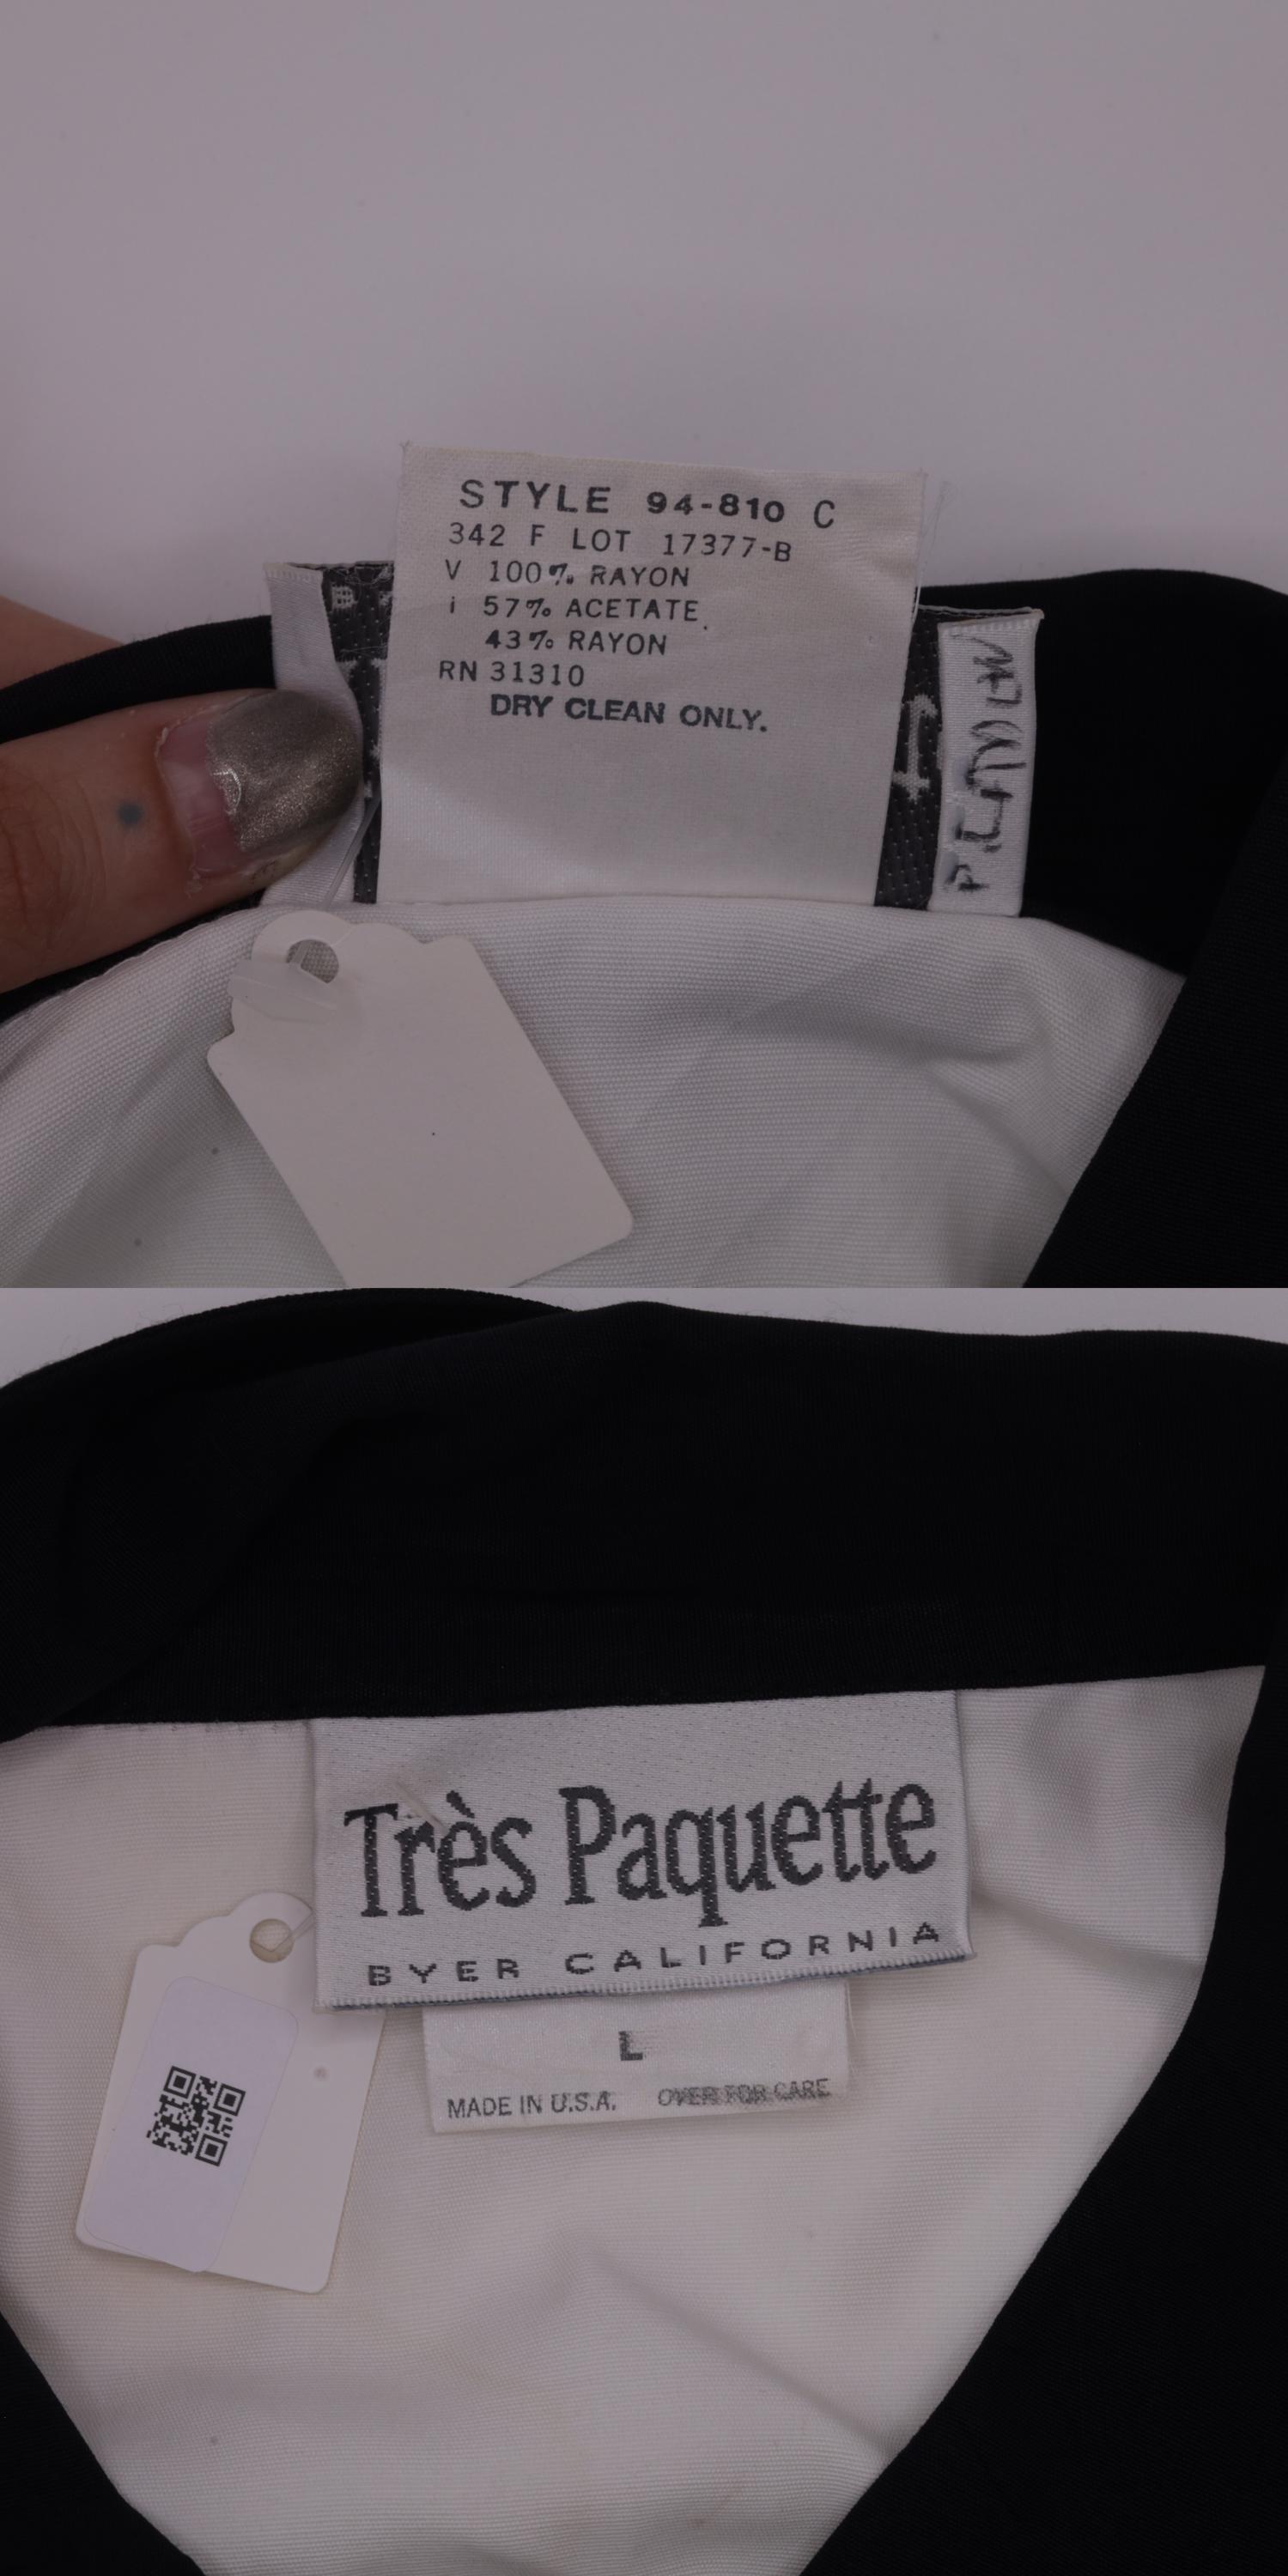 STYLE 94-810 C
342 F LOT 17377-B
V 100% RAYON
i 57% ACETATE
43% RAYON
RN 31310
DRY CLEAN ONLY.
Très Paquette
BYER CALIFORNIA
L
MADE IN U.S.A. OVER FOR CARE